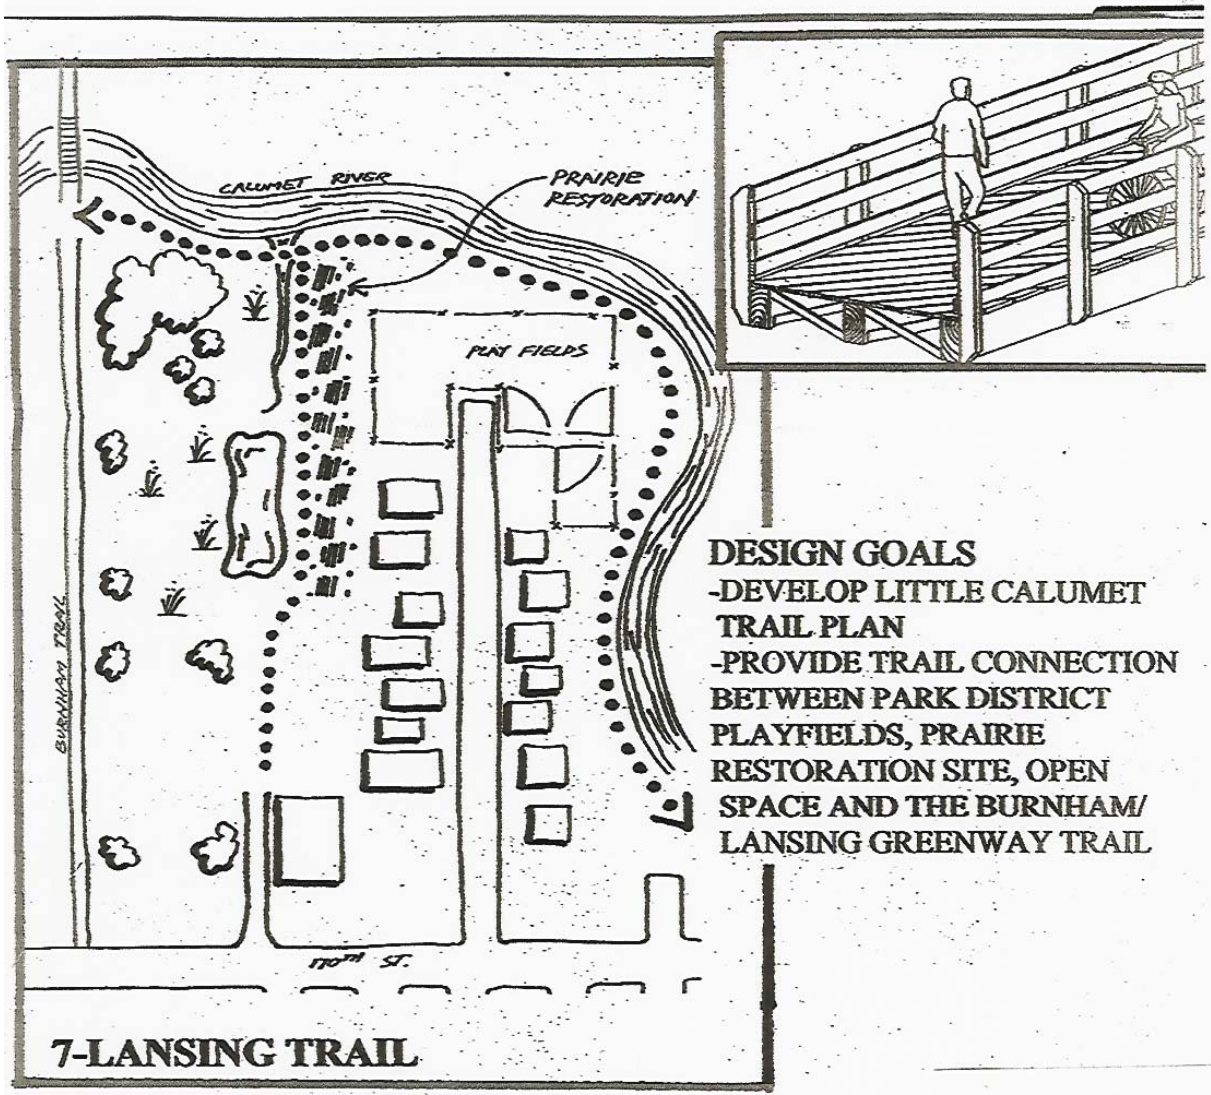 CALUMET RIVER
PRAIRIE
RESTORATION
PLAY FIELDS
BURNHAM TRAIL
DESIGN GOALS
-DEVELOP LITTLE CALUMET
TRAIL PLAN
-PROVIDE TRAIL CONNECTION
BETWEEN PARK DISTRICT
PLAYFIELDS, PRAIRIE
RESTORATION SITE, OPEN
SPACE AND THE BURNHAM/
LANSING GREENWAY TRAIL
170TH ST.
7-LANSING TRAIL